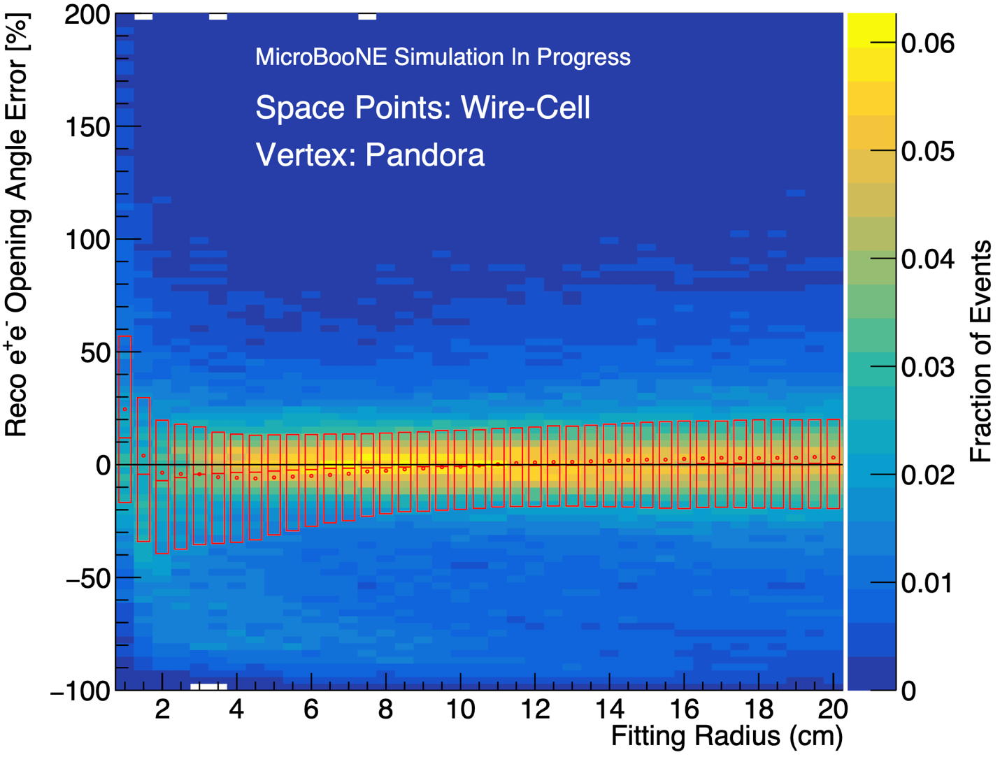 Reco e⁺e⁻ Opening Angle Error [%]
200
150
100
50
0
−50
−100
MicroBooNE Simulation In Progress
Space Points: Wire-Cell
Vertex: Pandora
2 4 6 8 10 12 14 16 18 20
Fitting Radius (cm)
0.06
0.05
0.04
0.03
0.02
0.01
0
Fraction of Events